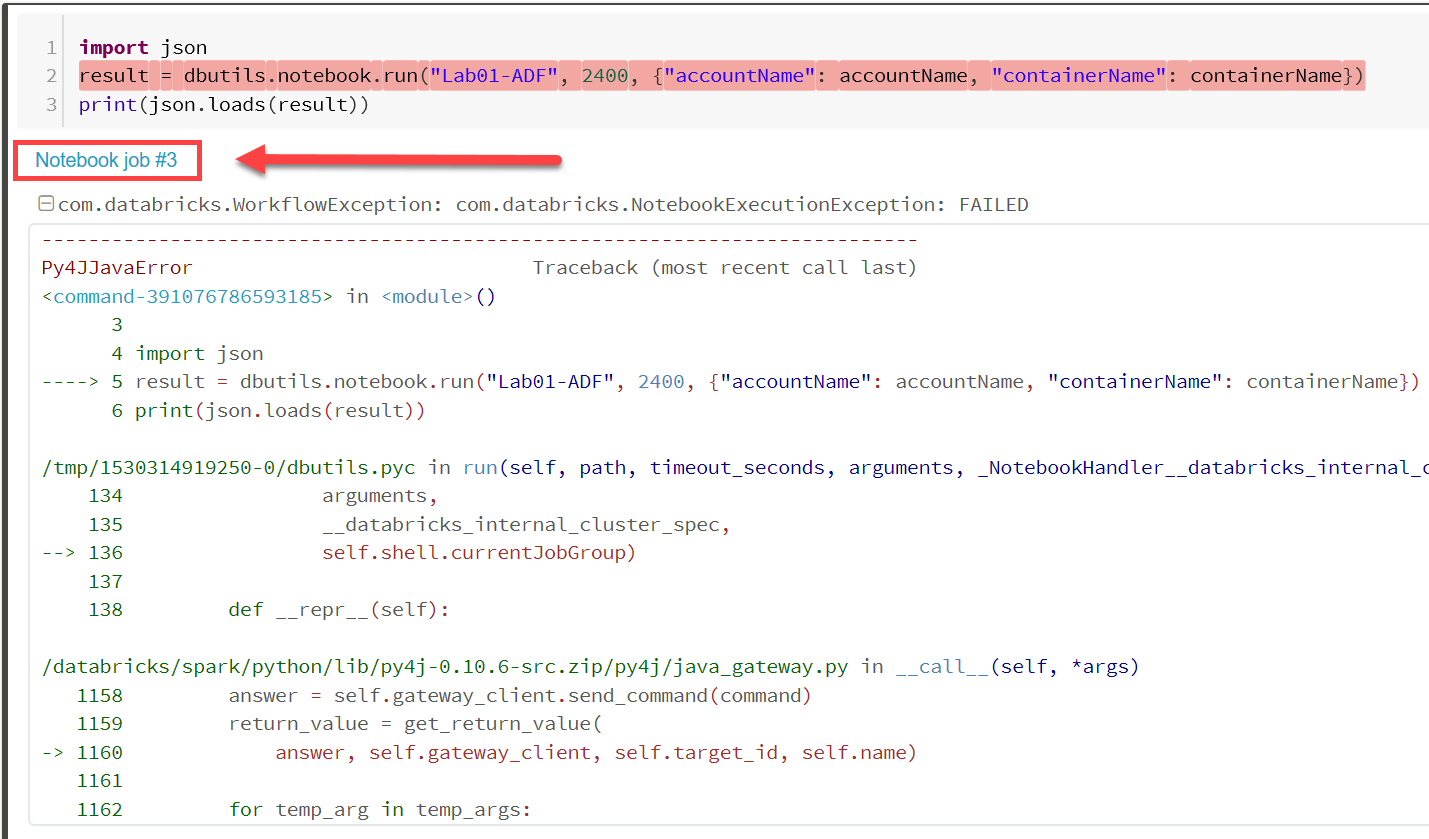 1 import json
2 result = dbutils.notebook.run("Lab01-ADF", 2400, {"accountName": accountName, "containerName": containerName})
3 print(json.loads(result))
Notebook job #3
com.databricks.WorkflowException: com.databricks.NotebookExecutionException: FAILED
---------------------------------------------------------------------------
Py4JJavaError                             Traceback (most recent call last)
<command-391076786593185> in <module>()
      3
      4 import json
----> 5 result = dbutils.notebook.run("Lab01-ADF", 2400, {"accountName": accountName, "containerName": containerName})
      6 print(json.loads(result))
/tmp/1530314919250-0/dbutils.pyc in run(self, path, timeout_seconds, arguments, _NotebookHandler__databricks_internal_c
    134                 arguments,
    135                 __databricks_internal_cluster_spec,
--> 136                 self.shell.currentJobGroup)
    137
    138         def __repr__(self):
/databricks/spark/python/lib/py4j-0.10.6-src.zip/py4j/java_gateway.py in __call__(self, *args)
   1158         answer = self.gateway_client.send_command(command)
   1159         return_value = get_return_value(
-> 1160             answer, self.gateway_client, self.target_id, self.name)
   1161
   1162         for temp_arg in temp_args: